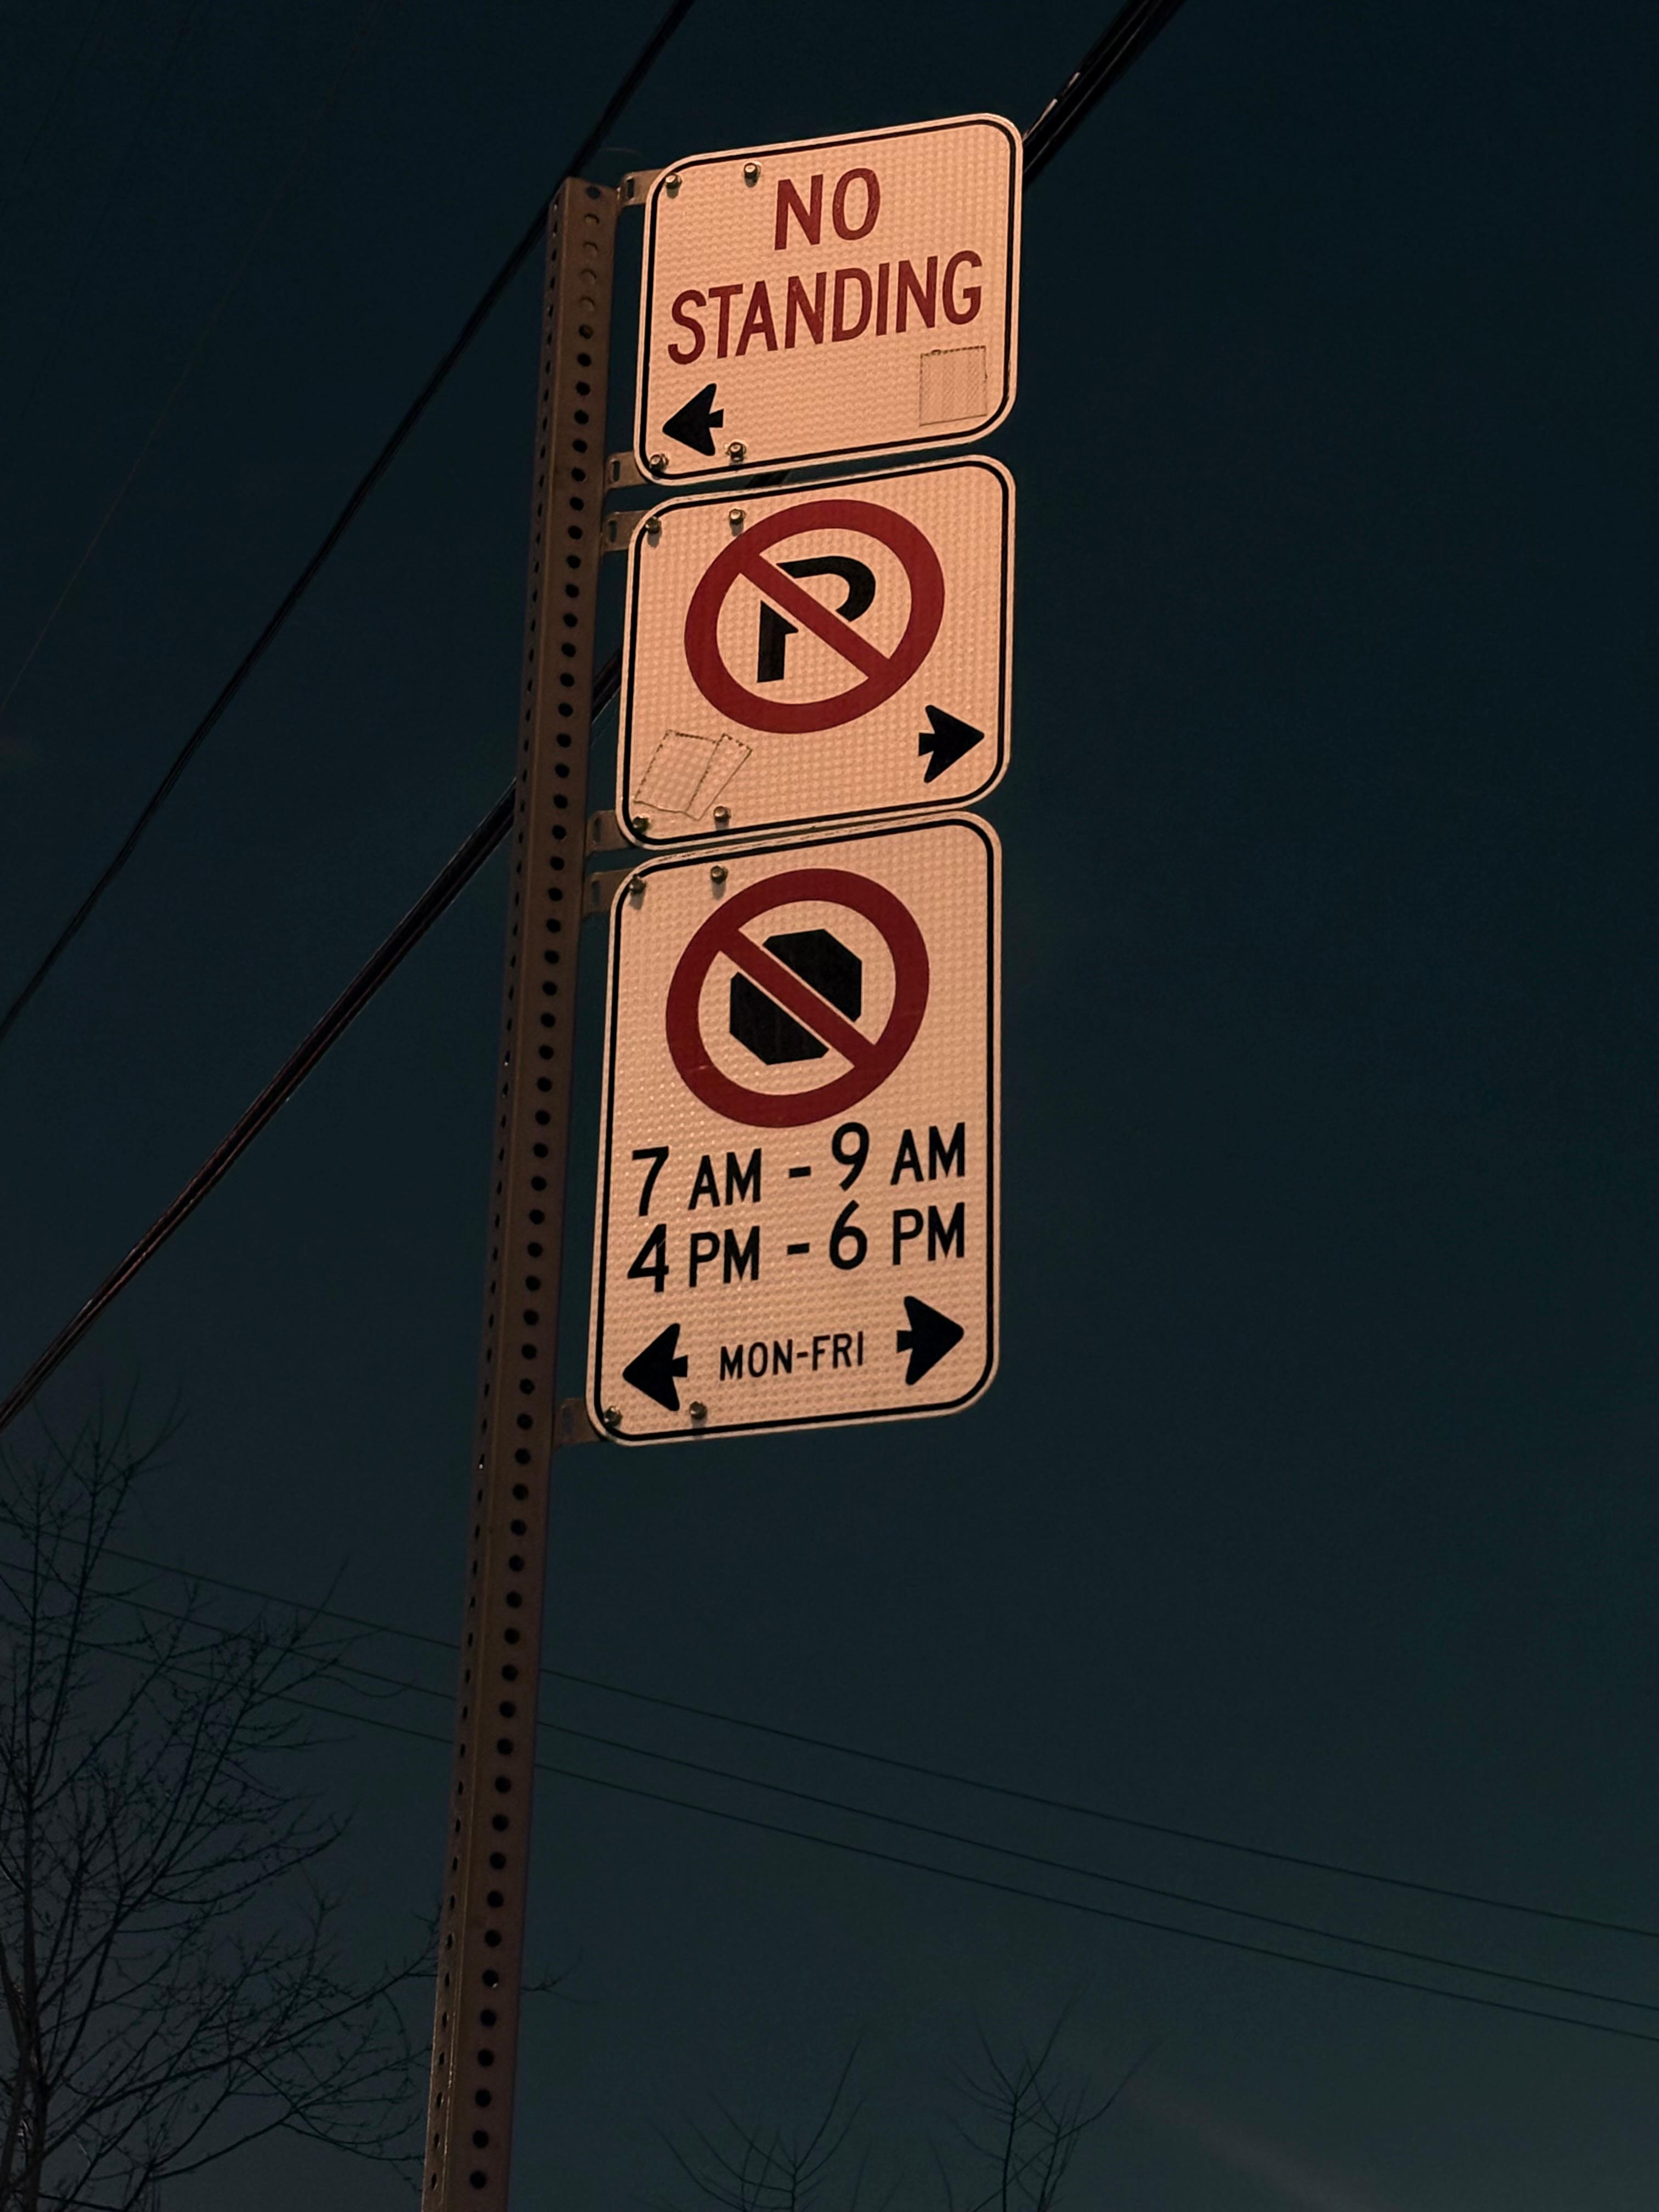 NO
STANDING
P
7 AM - 9 AM
4 PM - 6 PM
MON-FRI